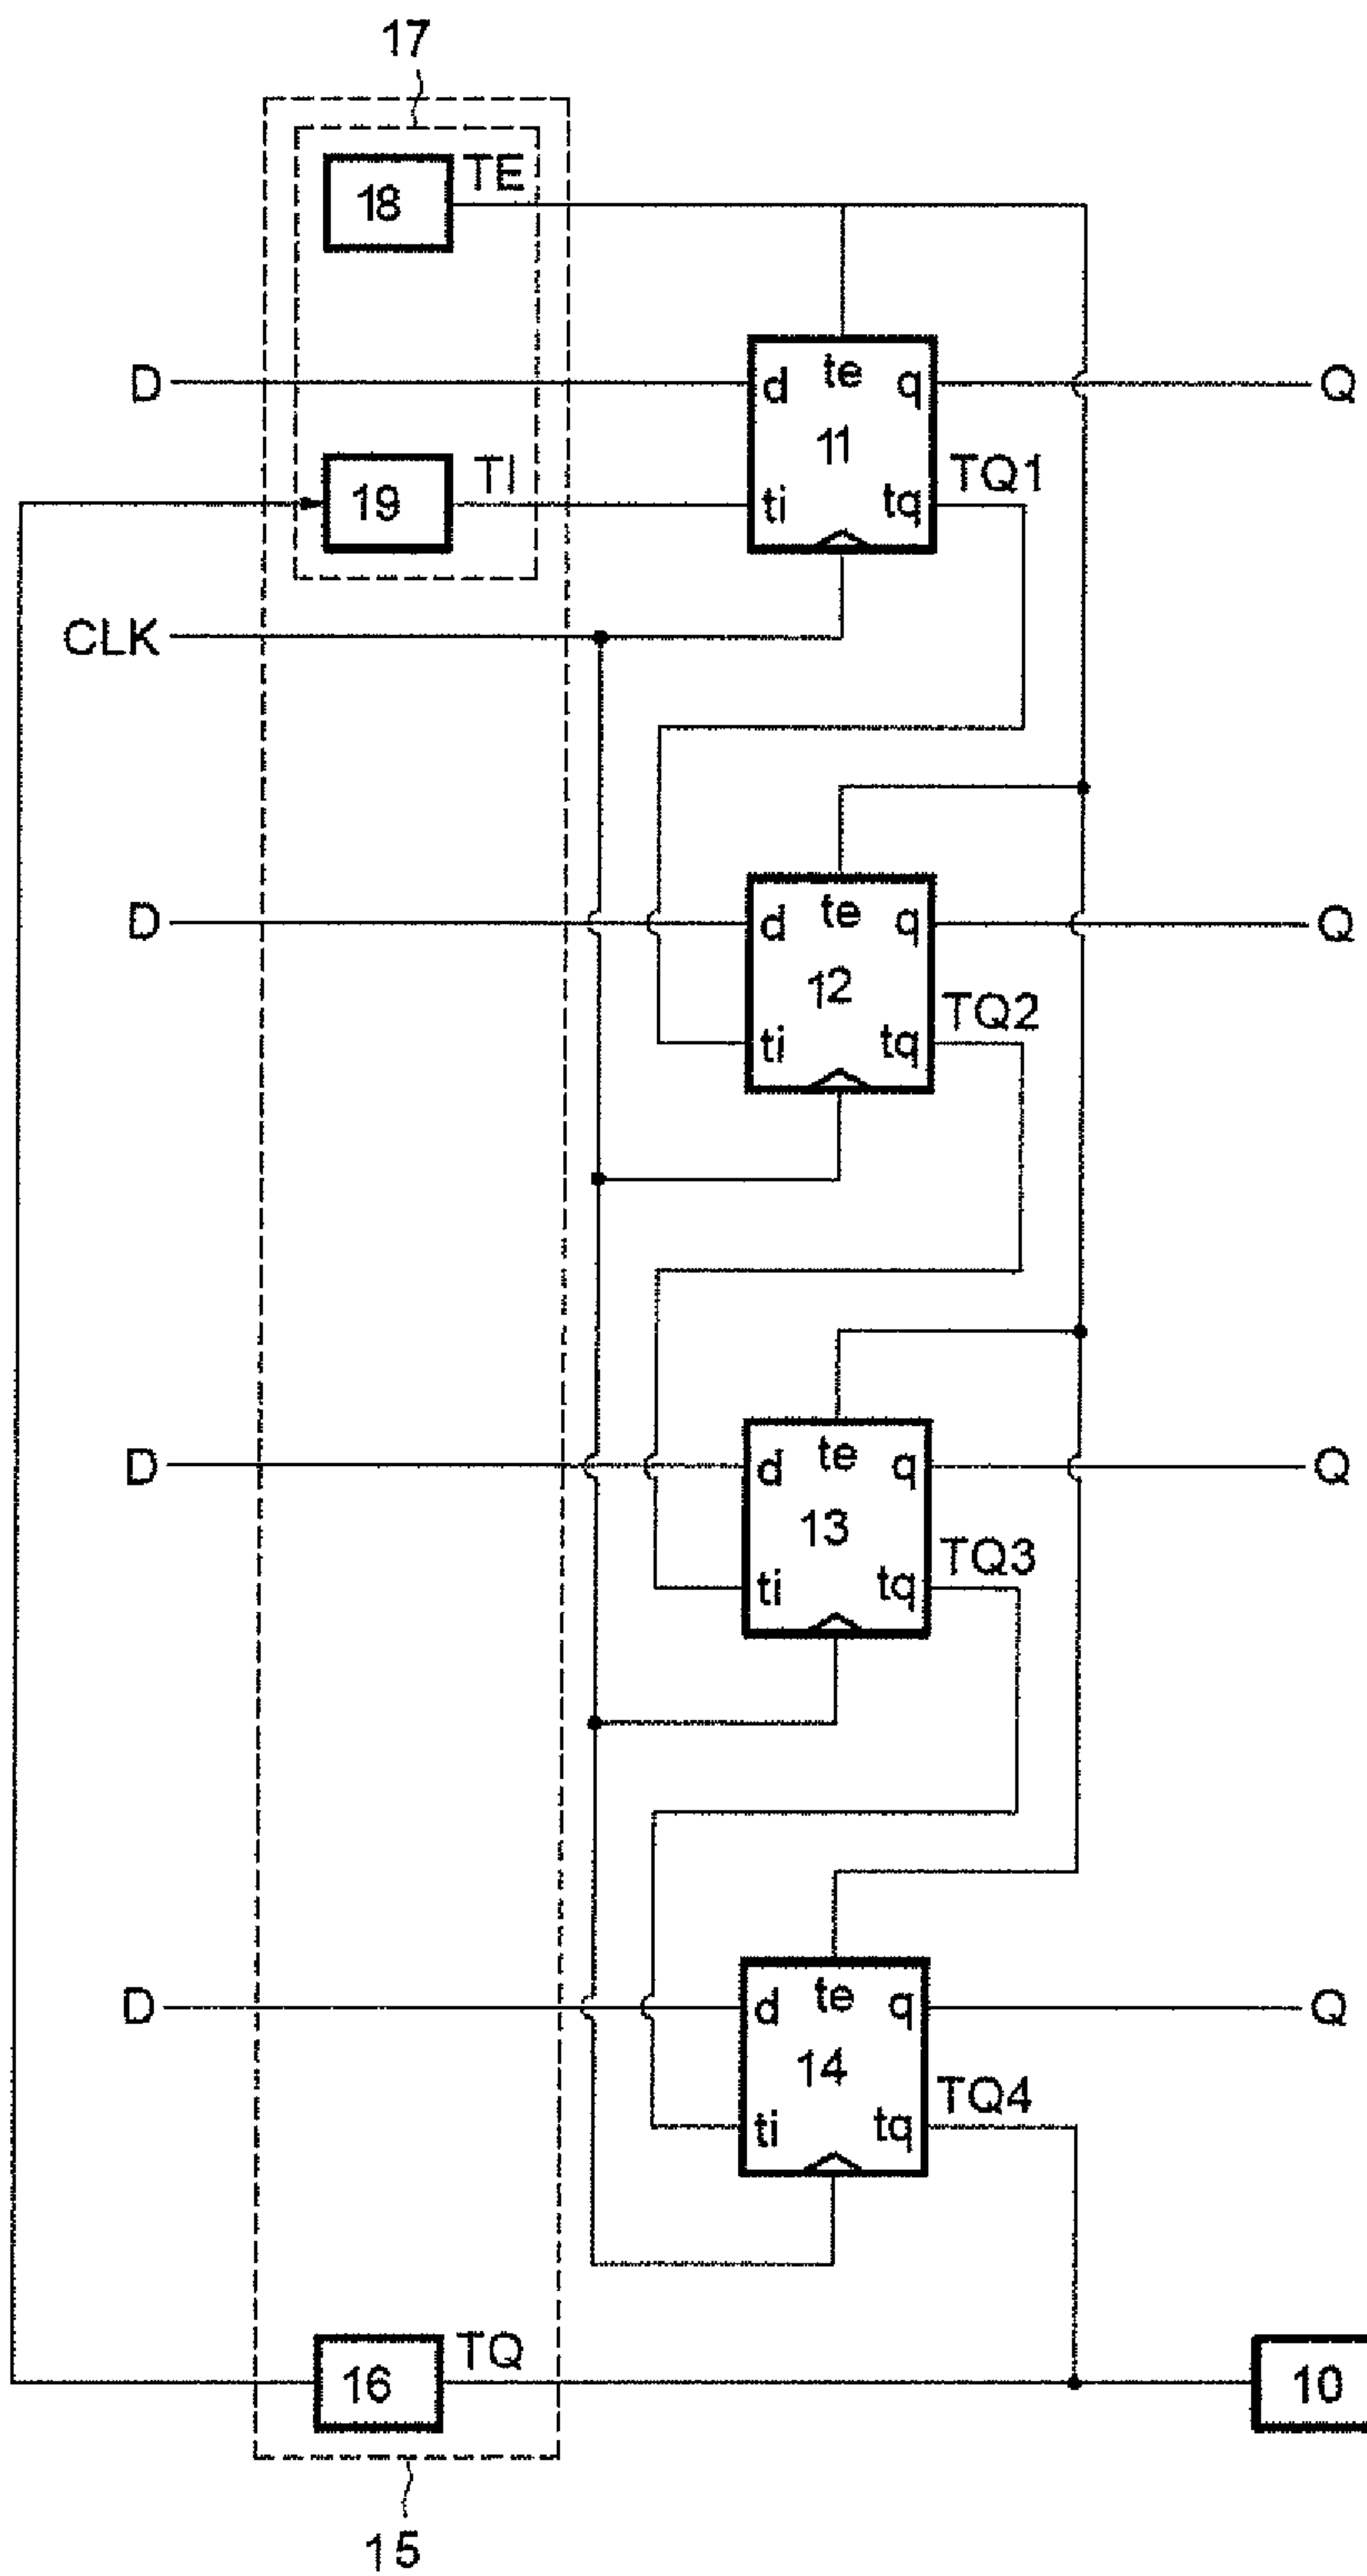 17
18 TE
D d te q Q
11
19 TI ti tq TQ1
CLK
D d te q Q
12
ti tq TQ2
D d te q Q
13
ti tq TQ3
D d te q Q
14
ti tq TQ4
16 TQ 10
15